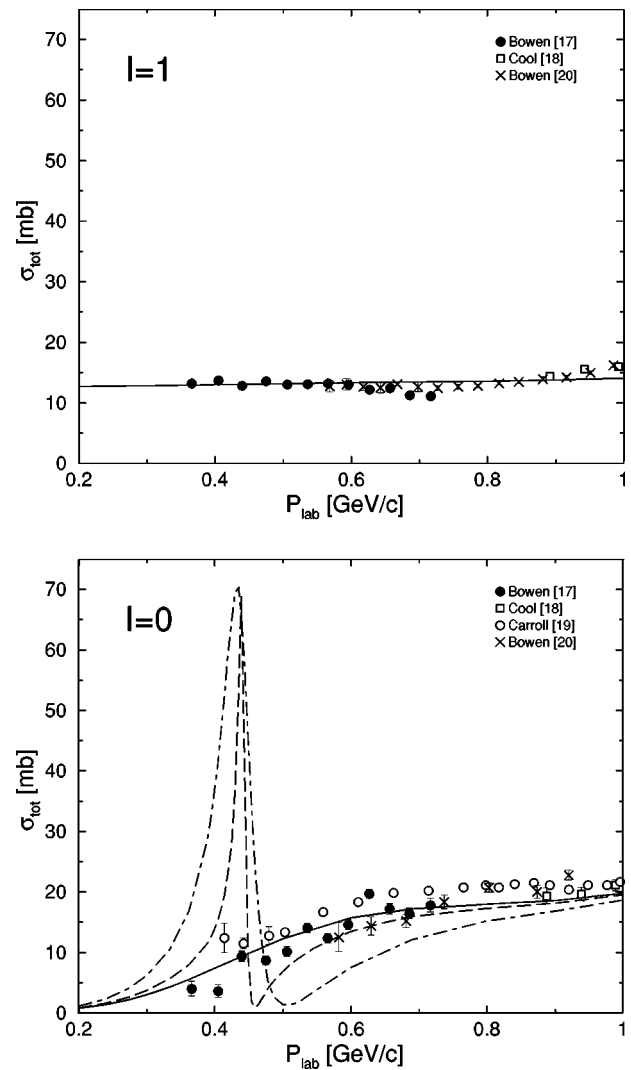 I=1
Bowen [17]
Cool [18]
Bowen [20]
70
60
50
40
30
20
10
0
σtot [mb]
0.2 0.4 0.6 0.8 1
Plab [GeV/c]
I=0
Bowen [17]
Cool [18]
Carroll [19]
Bowen [20]
70
60
50
40
30
20
10
0
σtot [mb]
0.2 0.4 0.6 0.8 1
Plab [GeV/c]